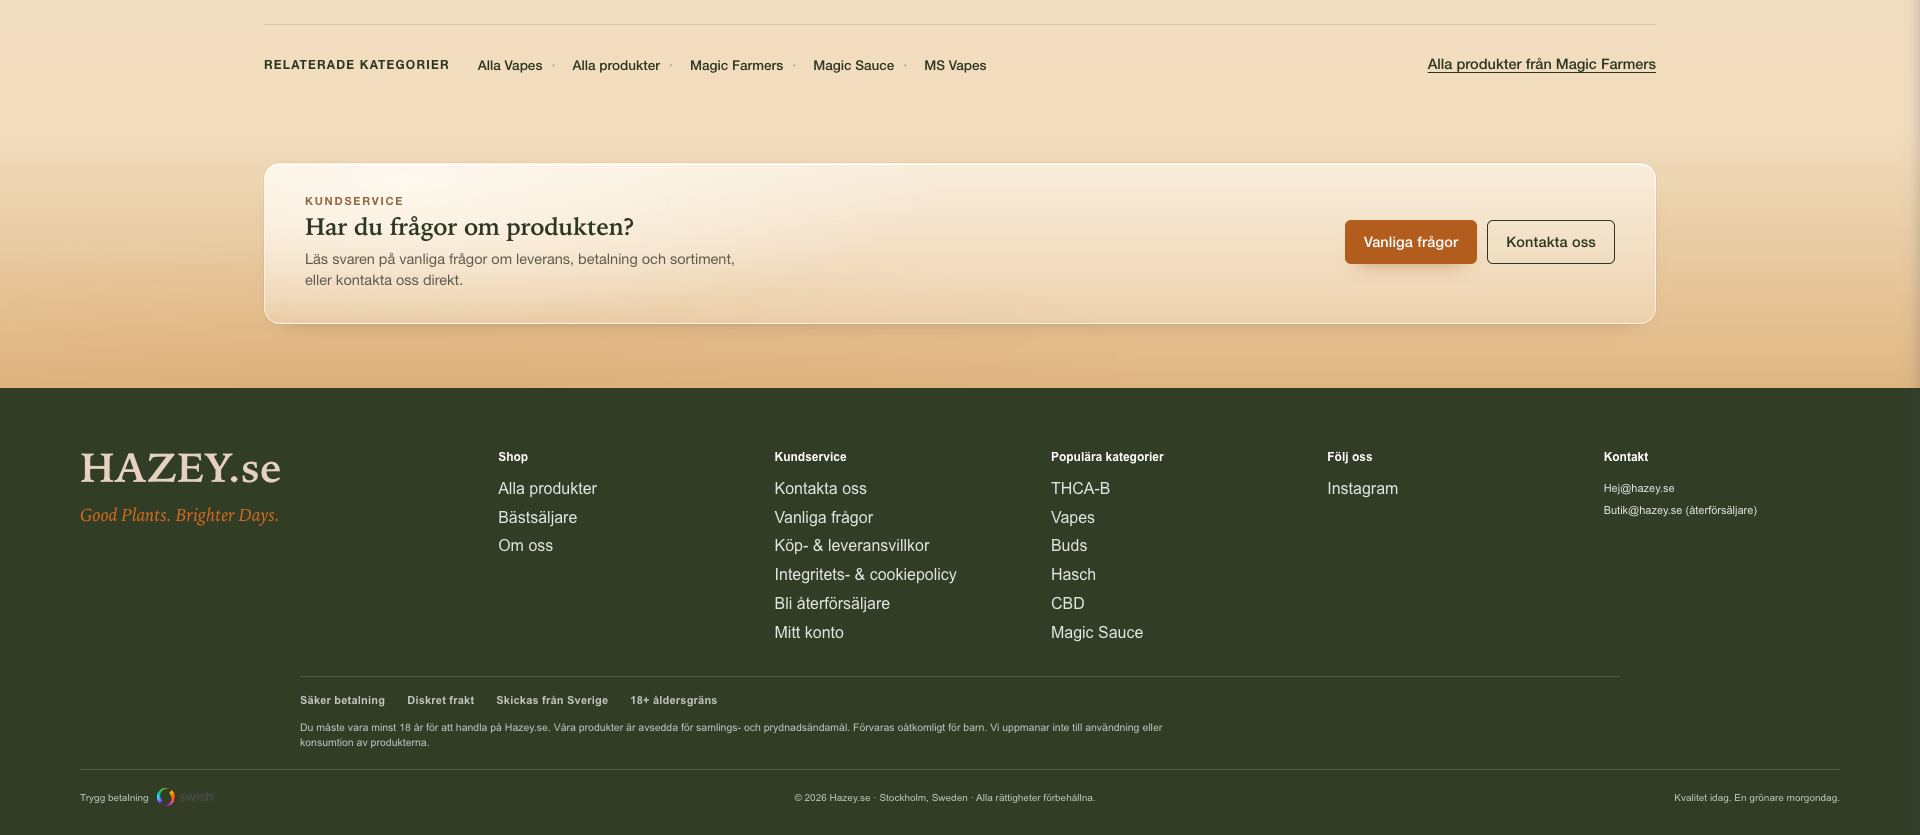 RELATERADE KATEGORIER Alla Vapes · Alla produkter · Magic Farmers · Magic Sauce · MS Vapes
Alla produkter från Magic Farmers
KUNDSERVICE
Har du frågor om produkten?
Läs svaren på vanliga frågor om leverans, betalning och sortiment,
eller kontakta oss direkt.
Vanliga frågor
Kontakta oss
HAZEY.se
Good Plants. Brighter Days.
Shop
Alla produkter
Bästsäljare
Om oss
Kundservice
Kontakta oss
Vanliga frågor
Köp- & leveransvillkor
Integritets- & cookiepolicy
Bli återförsäljare
Mitt konto
Populära kategorier
THCA-B
Vapes
Buds
Hasch
CBD
Magic Sauce
Följ oss
Instagram
Kontakt
Hej@hazey.se
Butik@hazey.se (återförsäljare)
Säker betalning Diskret frakt Skickas från Sverige 18+ åldersgräns
Du måste vara minst 18 år för att handla på Hazey.se. Våra produkter är avsedda för samlings- och prydnadsändamål. Förvaras oåtkomligt för barn. Vi uppmanar inte till användning eller
konsumtion av produkterna.
Trygg betalning swish
© 2026 Hazey.se · Stockholm, Sweden · Alla rättigheter förbehållna.
Kvalitet idag. En grönare morgondag.